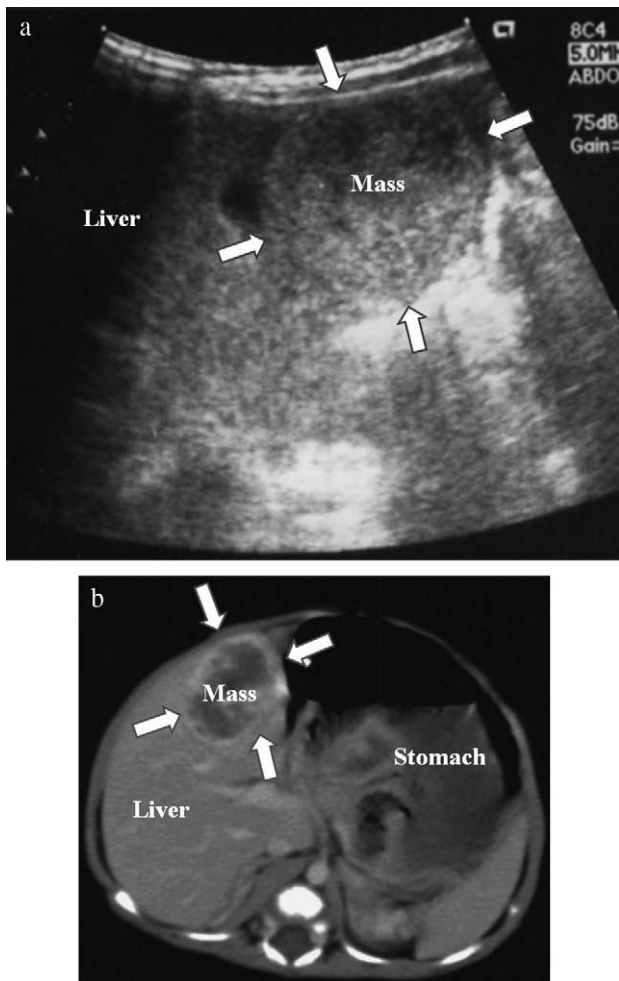 a
8C4
5.0MH
ABDO
75dB
Gain=
Mass
Liver
b
Mass
Stomach
Liver